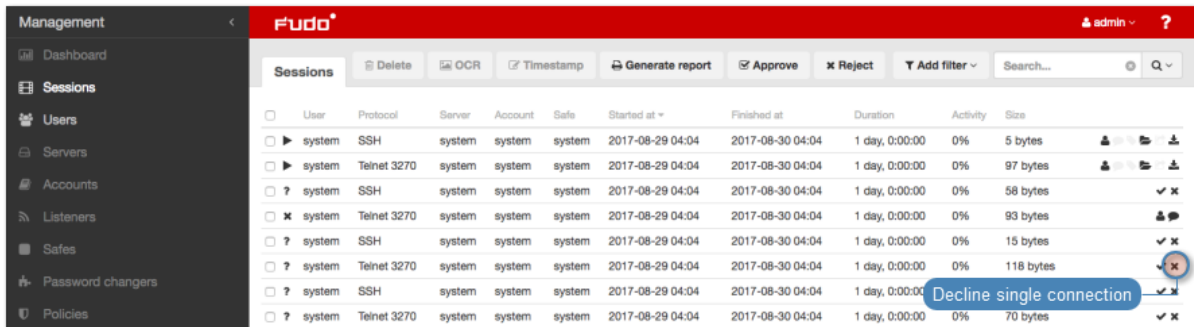 Management
FUDO
admin
?
Dashboard
Sessions
Users
Servers
Accounts
Listeners
Safes
Password changers
Policies
Sessions Delete OCR Timestamp Generate report Approve Reject Add filter Search...
User Protocol Server Account Safe Started at Finished at Duration Activity Size
system SSH system system system 2017-08-29 04:04 2017-08-30 04:04 1 day, 0:00:00 0% 5 bytes
system Telnet 3270 system system system 2017-08-29 04:04 2017-08-30 04:04 1 day, 0:00:00 0% 97 bytes
? system SSH system system system 2017-08-29 04:04 2017-08-30 04:04 1 day, 0:00:00 0% 58 bytes
system Telnet 3270 system system system 2017-08-29 04:04 2017-08-30 04:04 1 day, 0:00:00 0% 93 bytes
? system SSH system system system 2017-08-29 04:04 2017-08-30 04:04 1 day, 0:00:00 0% 15 bytes
? system Telnet 3270 system system system 2017-08-29 04:04 2017-08-30 04:04 1 day, 0:00:00 0% 118 bytes
? system SSH system system system 2017-08-29 04:04 2017-08-30 04:04 1 day, 0:00:00
Decline single connection
? system Telnet 3270 system system system 2017-08-29 04:04 2017-08-30 04:04 1 day, 0:00:00 0% 70 bytes